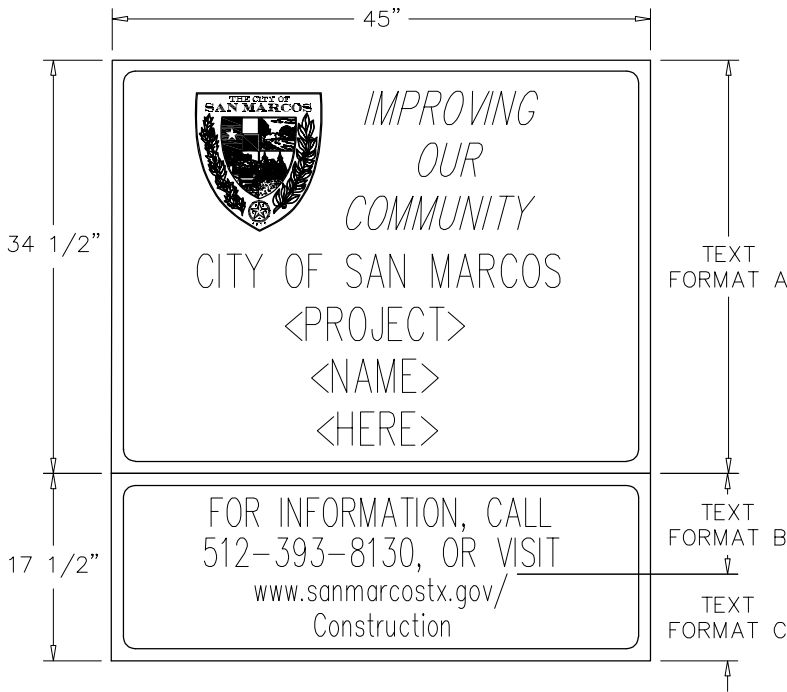 45"
THE CITY OF
SAN MARCOS
IMPROVING
OUR
COMMUNITY
34 1/2"
TEXT
FORMAT A
CITY OF SAN MARCOS
<PROJECT>
<NAME>
<HERE>
FOR INFORMATION, CALL
512-393-8130, OR VISIT
www.sanmarcostx.gov/
Construction
17 1/2"
TEXT
FORMAT B
TEXT
FORMAT C